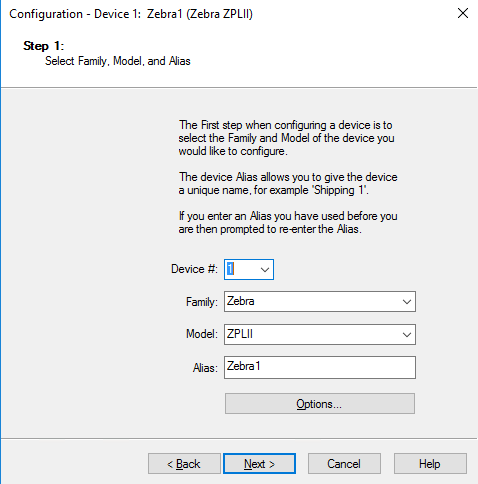 Configuration - Device 1: Zebra1 (Zebra ZPLII)
Step 1:
Select Family, Model, and Alias
The First step when configuring a device is to
select the Family and Model of the device you
would like to configure.
The device Alias allows you to give the device
a unique name, for example 'Shipping 1'.
If you enter an Alias you have used before you
are then prompted to re-enter the Alias.
Device #: 1
Family: Zebra
Model: ZPLII
Alias: Zebra1
Options...
< Back Next > Cancel Help